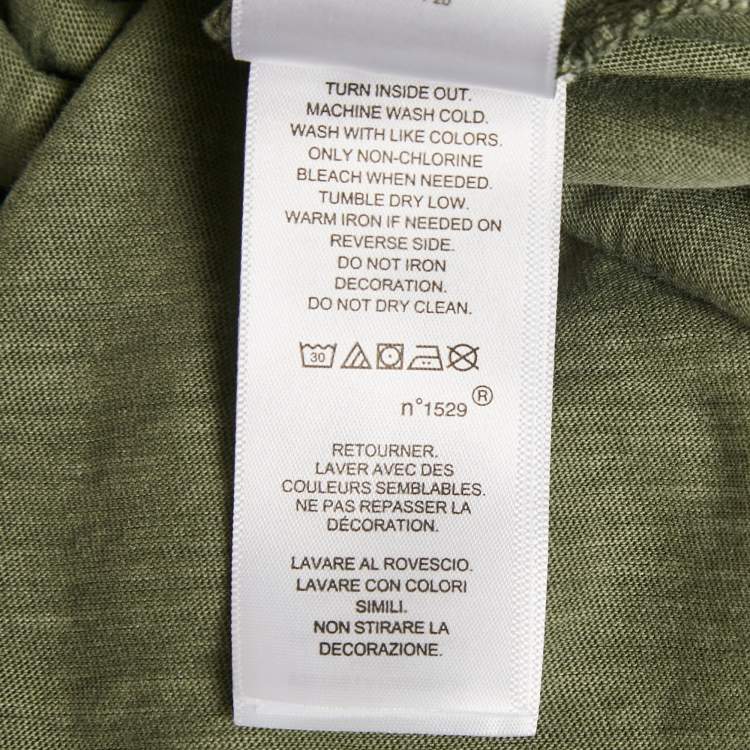 TURN INSIDE OUT.
MACHINE WASH COLD.
WASH WITH LIKE COLORS.
ONLY NON-CHLORINE
BLEACH WHEN NEEDED.
TUMBLE DRY LOW.
WARM IRON IF NEEDED ON
REVERSE SIDE.
DO NOT IRON
DECORATION.
DO NOT DRY CLEAN.
30
n°1529®
RETOURNER.
LAVER AVEC DES
COULEURS SEMBLABLES.
NE PAS REPASSER LA
DÉCORATION.
LAVARE AL ROVESCIO.
LAVARE CON COLORI
SIMILI.
NON STIRARE LA
DECORAZIONE.